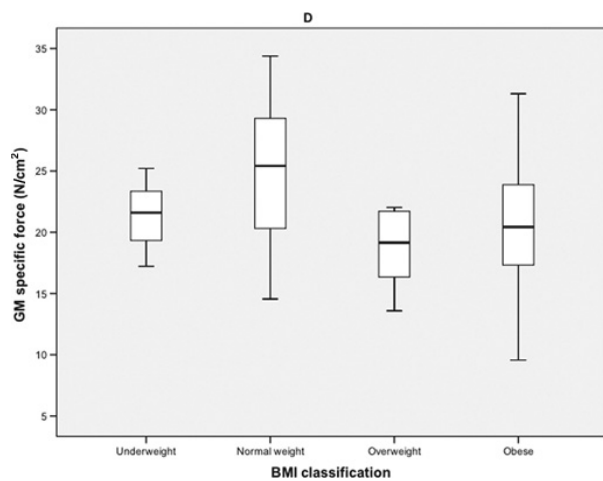 D
GM specific force (N/cm²)
35
30
25
20
15
10
5
Underweight
Normal weight
Overweight
Obese
BMI classification